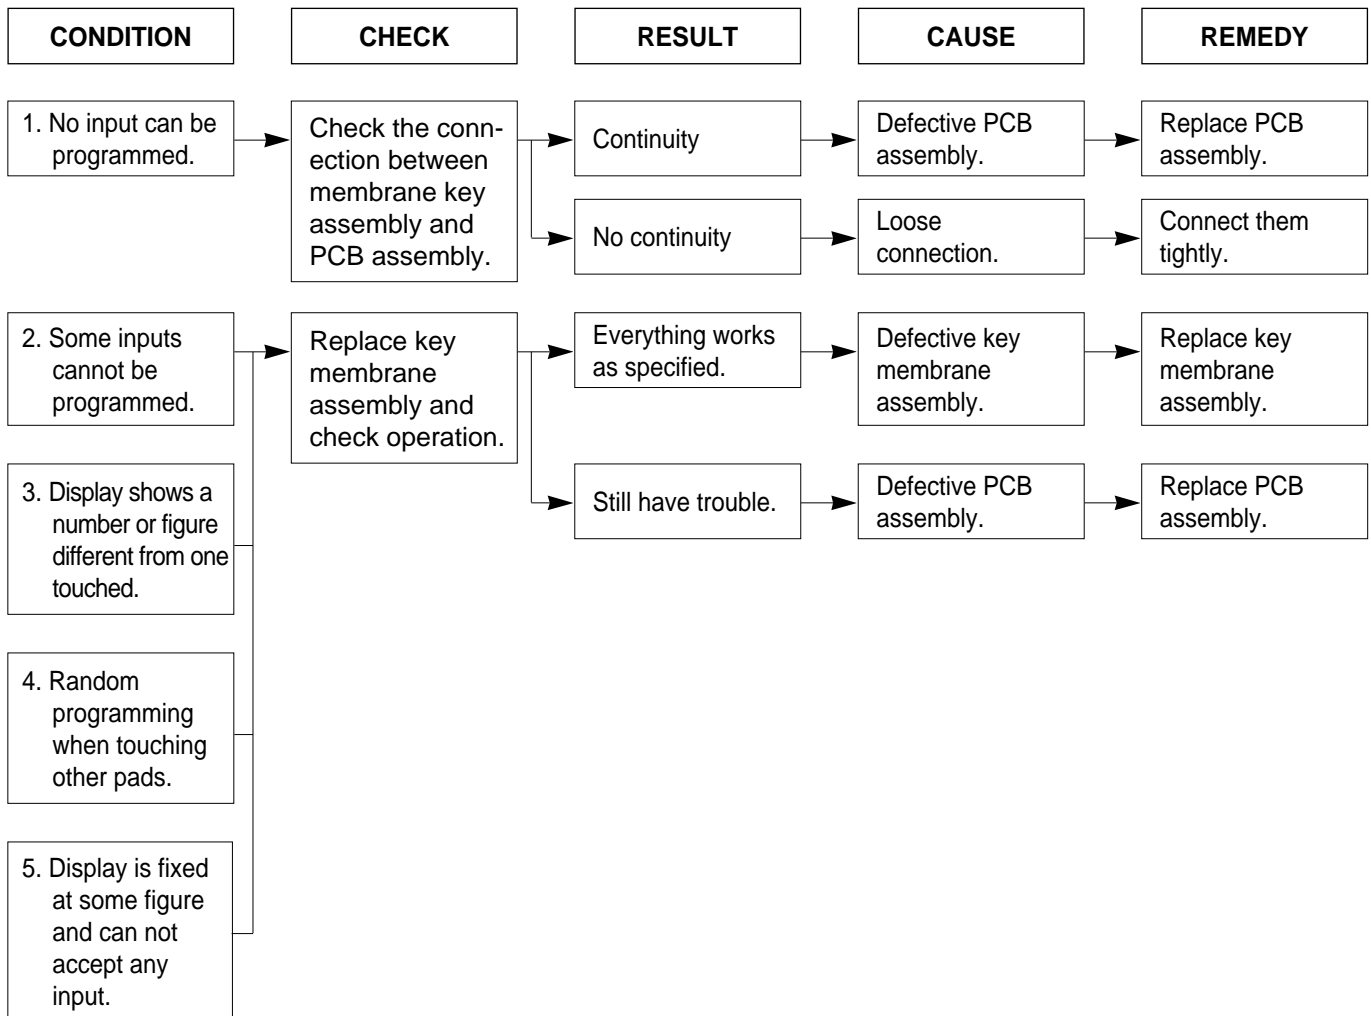 CONDITION
CHECK
RESULT
CAUSE
REMEDY
1. No input can be
programmed.
Check the conn-
ection between
membrane key
assembly and
PCB assembly.
Continuity
Defective PCB
assembly.
Replace PCB
assembly.
No continuity
Loose
connection.
Connect them
tightly.
2. Some inputs
cannot be
programmed.
Replace key
membrane
assembly and
check operation.
Everything works
as specified.
Defective key
membrane
assembly.
Replace key
membrane
assembly.
Still have trouble.
Defective PCB
assembly.
Replace PCB
assembly.
3. Display shows a
number or figure
different from one
touched.
4. Random
programming
when touching
other pads.
5. Display is fixed
at some figure
and can not
accept any
input.